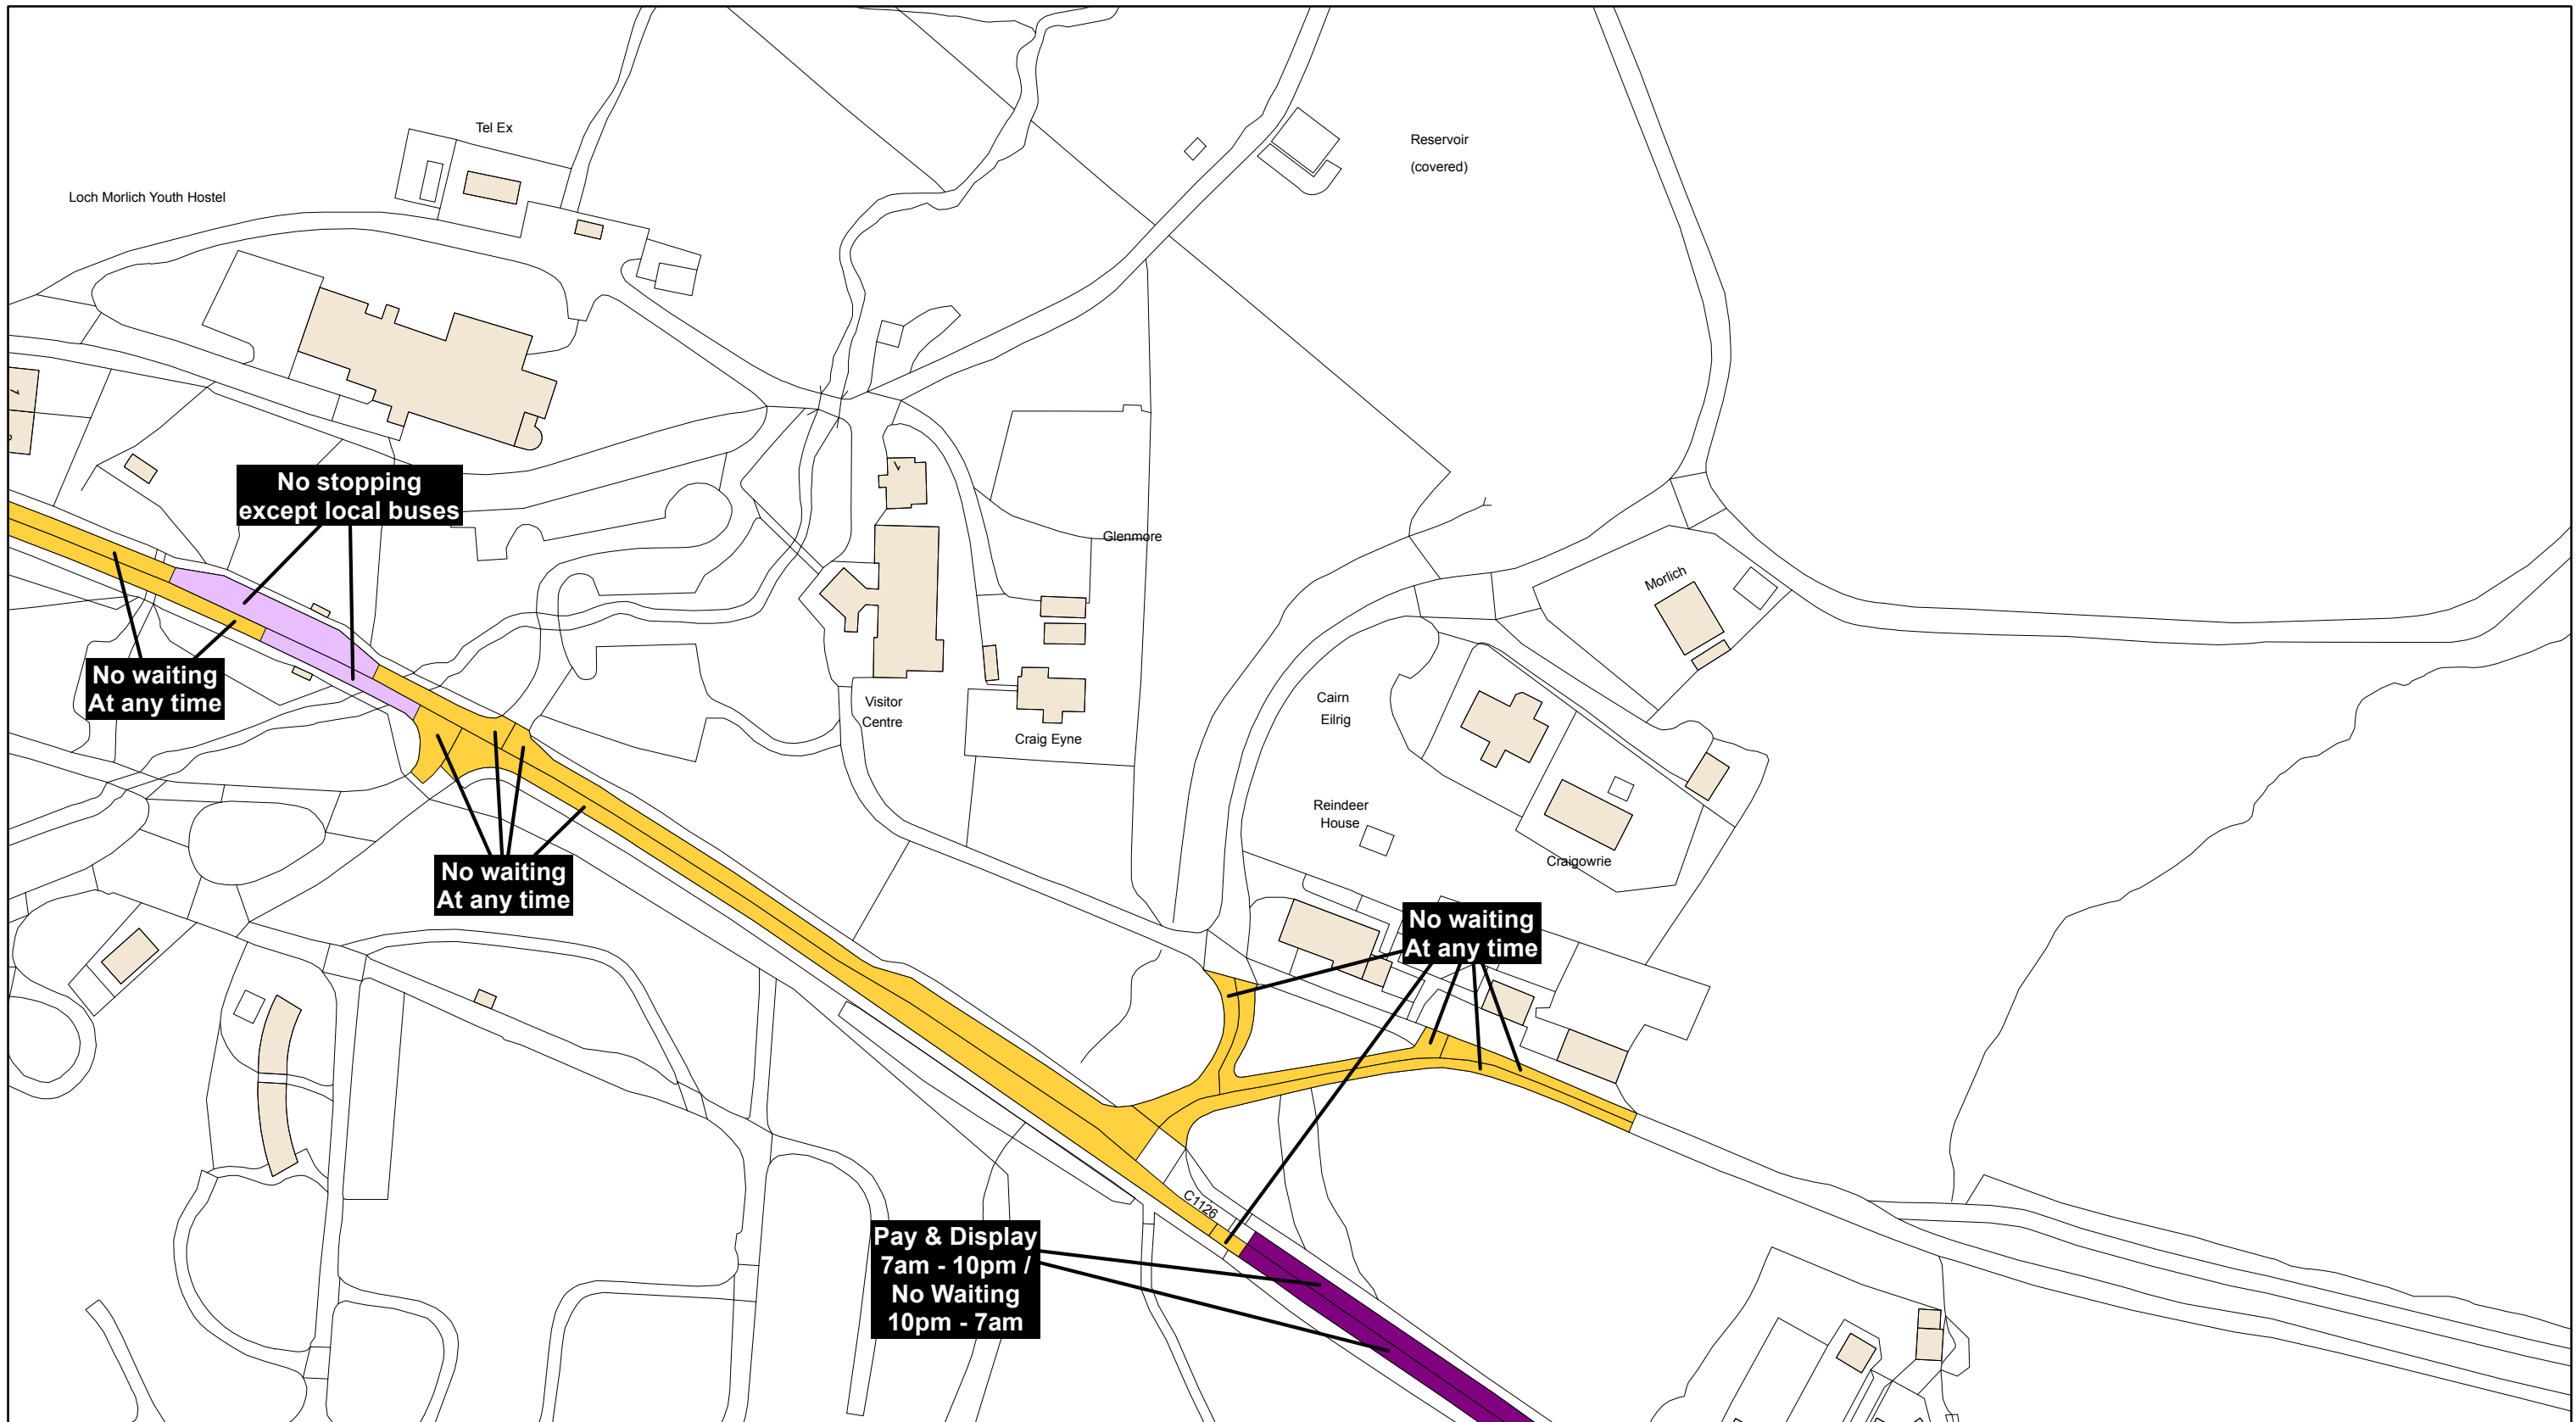 Tel Ex
Reservoir
(covered)
Loch Morlich Youth Hostel
1
No stopping
except local buses
Glenmore
Morlich
No waiting
At any time
Visitor
Centre
Craig Eyne
Cairn
Eilrig
Reindeer
House
Craigowrie
No waiting
At any time
No waiting
At any time
C1126
Pay & Display
7am - 10pm /
No Waiting
10pm - 7am